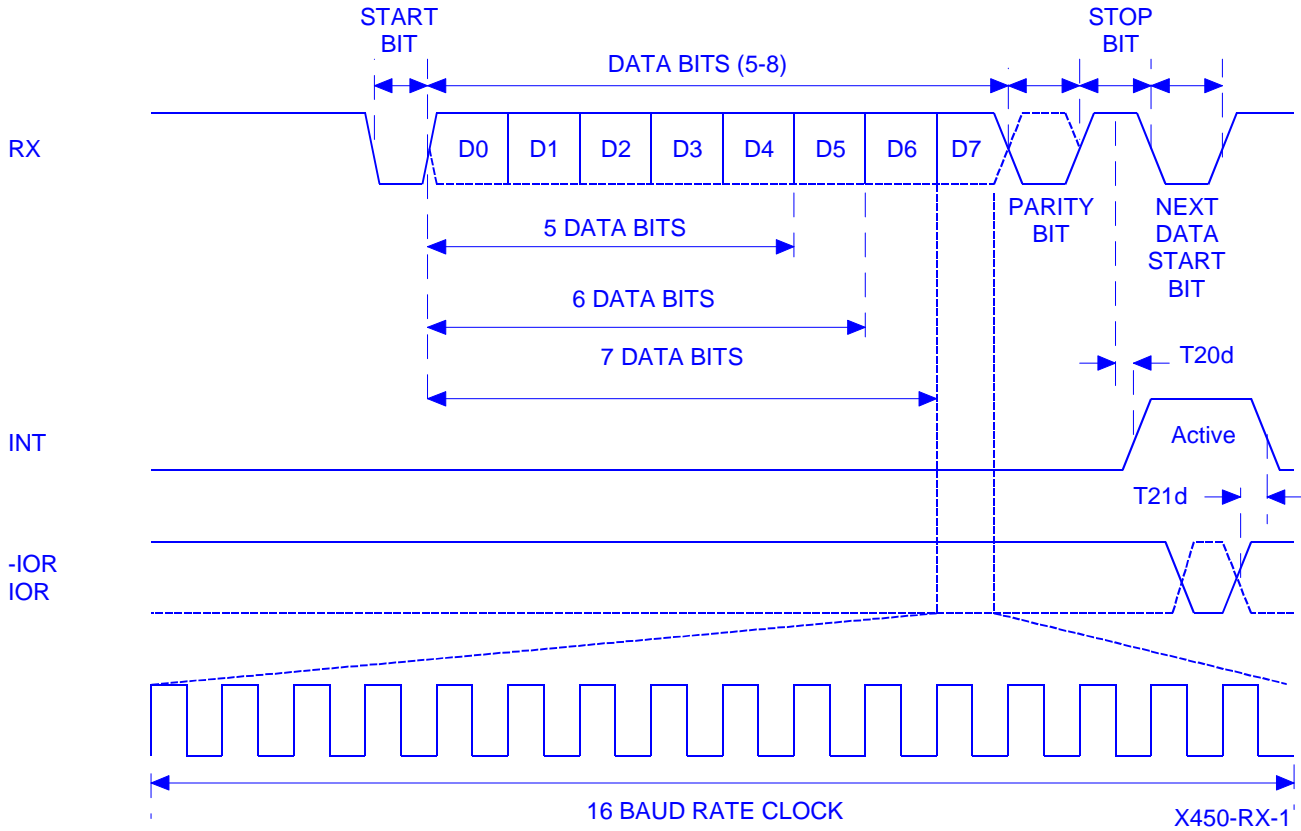 START
BIT
STOP
BIT
DATA BITS (5-8)
RX
D0 D1 D2 D3 D4 D5 D6 D7
PARITY
BIT
NEXT
DATA
START
BIT
5 DATA BITS
6 DATA BITS
7 DATA BITS
T20d
INT
Active
T21d
-IOR
IOR
16 BAUD RATE CLOCK
X450-RX-1